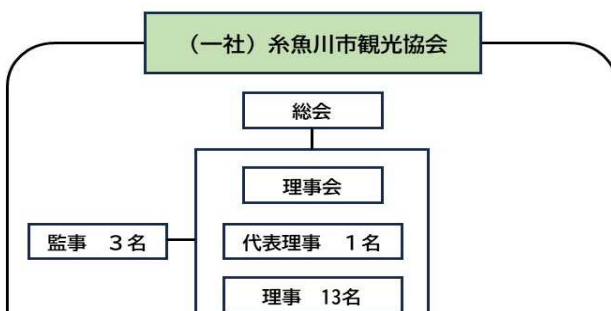 （一社）糸魚川市観光協会
総会
理事会
監事　３名
代表理事　１名
理事　13名